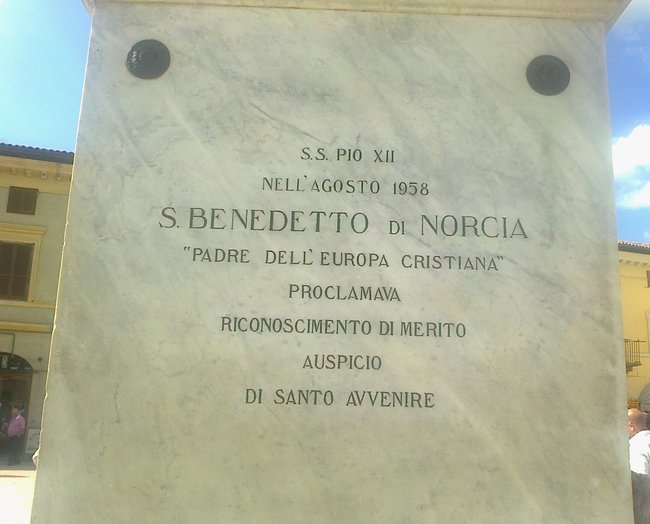 S.S. PIO XII
NELL'AGOSTO 1958
S. BENEDETTO DI NORCIA
"PADRE DELL'EUROPA CRISTIANA"
PROCLAMAVA
RICONOSCIMENTO DI MERITO
AUSPICIO
DI SANTO AVVENIRE